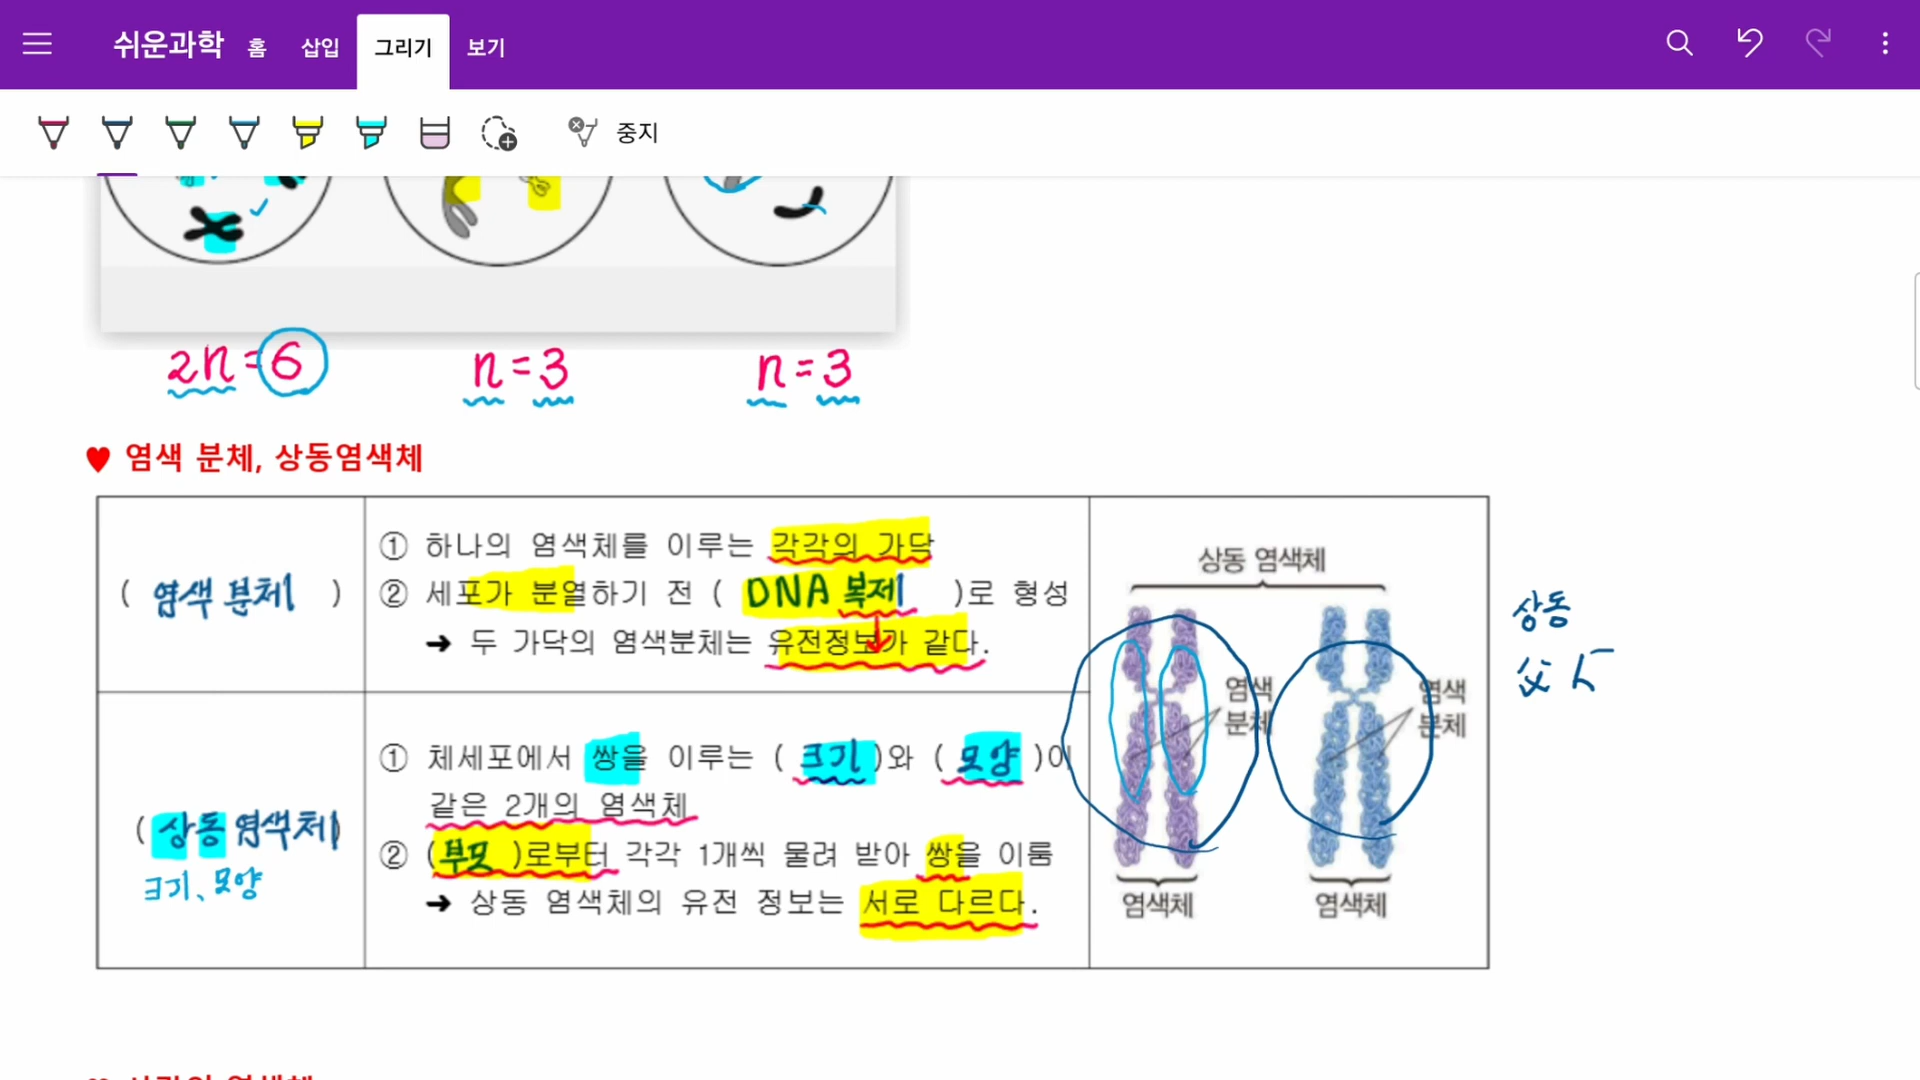 쉬운과학 홈 삽입 그리기 보기
중지
2n=6
n=3
n=3
♥ 염색 분체, 상동염색체
( 염색 분체 )
① 하나의 염색체를 이루는 각각의 가닥
② 세포가 분열하기 전 ( DNA 복제 )로 형성
➜ 두 가닥의 염색분체는 유전정보가 같다.
( 상동 염색체 )
크기、모양
① 체세포에서 쌍을 이루는 ( 크기 )와 ( 모양 )이
같은 2개의 염색체
② ( 부모 )로부터 각각 1개씩 물려 받아 쌍을 이룸
➜ 상동 염색체의 유전 정보는 서로 다르다.
상동 염색체
염색
분체
염색
분체
염색체
염색체
상동